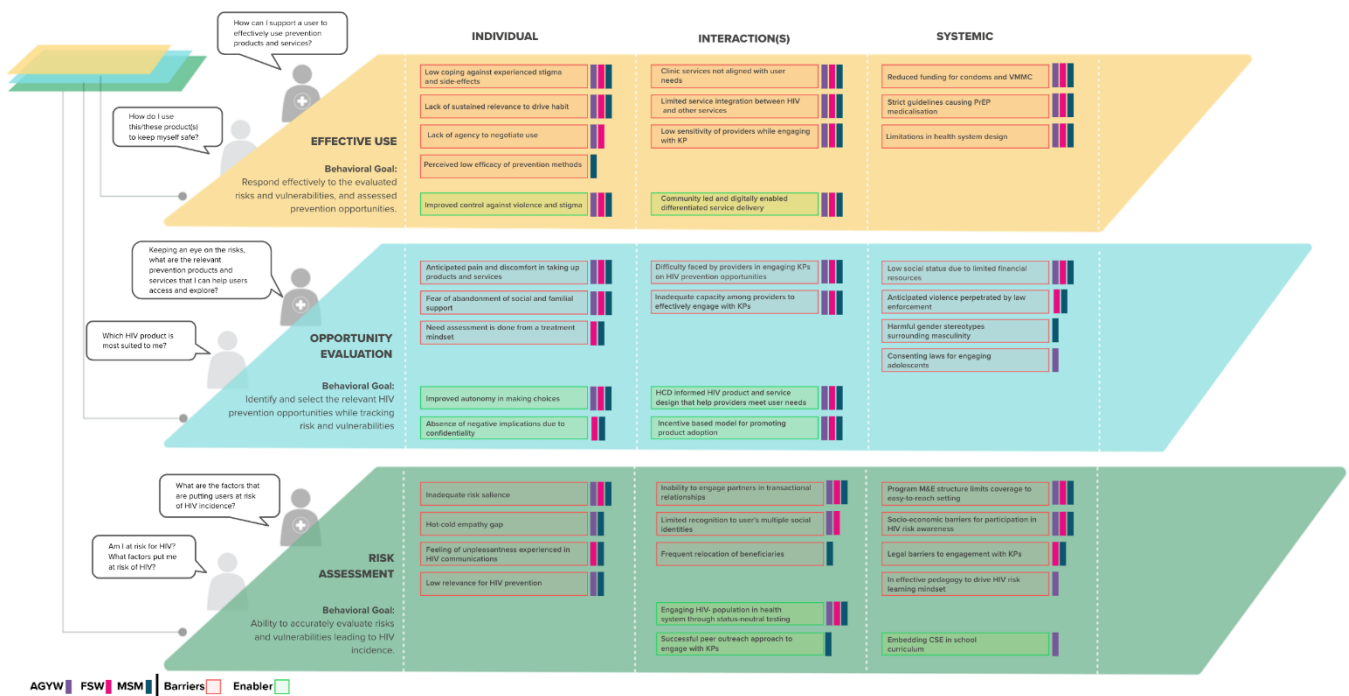 How can I support a user to
effectively use prevention
products and services?
INDIVIDUAL
INTERACTION(S)
SYSTEMIC
How do I use
this/these product(s)
to keep myself safe?
EFFECTIVE USE
Behavioral Goal:
Respond effectively to the evaluated
risks and vulnerabilities, and assessed
prevention opportunities.
Low coping against experienced stigma
and side-effects
Lack of sustained relevance to drive habit
Lack of agency to negotiate use
Perceived low efficacy of prevention methods
Improved control against violence and stigma
Clinic services not aligned with user
needs
Limited service integration between HIV
and other services
Low sensitivity of providers while engaging
with KP
Community led and digitally enabled
differentiated service delivery
Reduced funding for condoms and VMMC
Strict guidelines causing PrEP
medicalisation
Limitations in health system design
Keeping an eye on the risks,
what are the relevant
prevention products and
services that I can help users
access and explore?
Which HIV product is
most suited to me?
OPPORTUNITY
EVALUATION
Behavioral Goal:
Identify and select the relevant HIV
prevention opportunities while tracking
risk and vulnerabilities
Anticipated pain and discomfort in taking up
products and services
Fear of abandonment of social and familial
support
Need assessment is done from a treatment
mindset
Improved autonomy in making choices
Absence of negative implications due to
confidentiality
Difficulty faced by providers in engaging KPs
on HIV prevention opportunities
Inadequate capacity among providers to
effectively engage with KPs
HCD informed HIV product and service
design that help providers meet user needs
Incentive based model for promoting
product adoption
Low social status due to limited financial
resources
Anticipated violence perpetrated by law
enforcement
Harmful gender stereotypes
surrounding masculinity
Consenting laws for engaging
adolescents
What are the factors that
are putting users at risk
of HIV incidence?
Am I at risk for HIV?
What factors put me
at risk of HIV?
RISK
ASSESSMENT
Behavioral Goal:
Ability to accurately evaluate risks
and vulnerabilities leading to HIV
incidence.
Inadequate risk salience
Hot-cold empathy gap
Feeling of unpleasantness experienced in
HIV communications
Low relevance for HIV prevention
Inability to engage partners in transactional
relationships
Limited recognition to user's multiple social
identities
Frequent relocation of beneficiaries
Engaging HIV- population in health
system through status-neutral testing
Successful peer outreach approach to
engage with KPs
Program M&E structure limits coverage to
easy-to-reach setting
Socio-economic barriers for participation in
HIV risk awareness
Legal barriers to engagement with KPs
In effective pedagogy to drive HIV risk
learning mindset
Embedding CSE in school
curriculum
AGYW FSW MSM Barriers Enabler